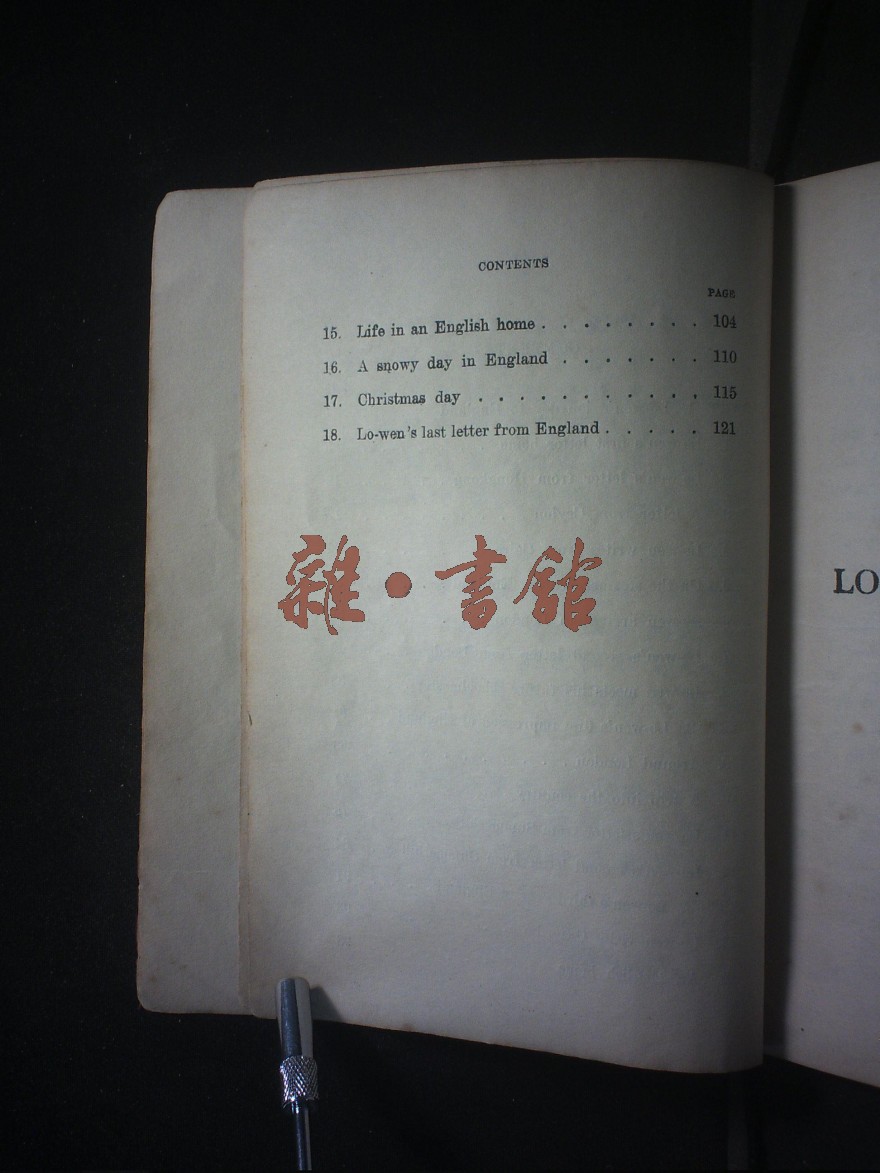 CONTENTS
PAGE
15. Life in an English home . . . . . . . . 104
16. A snowy day in England . . . . . . . 110
17. Christmas day . . . . . . . . . . . 115
18. Lo-wen's last letter from England . . . . . 121
雜·書館
LO